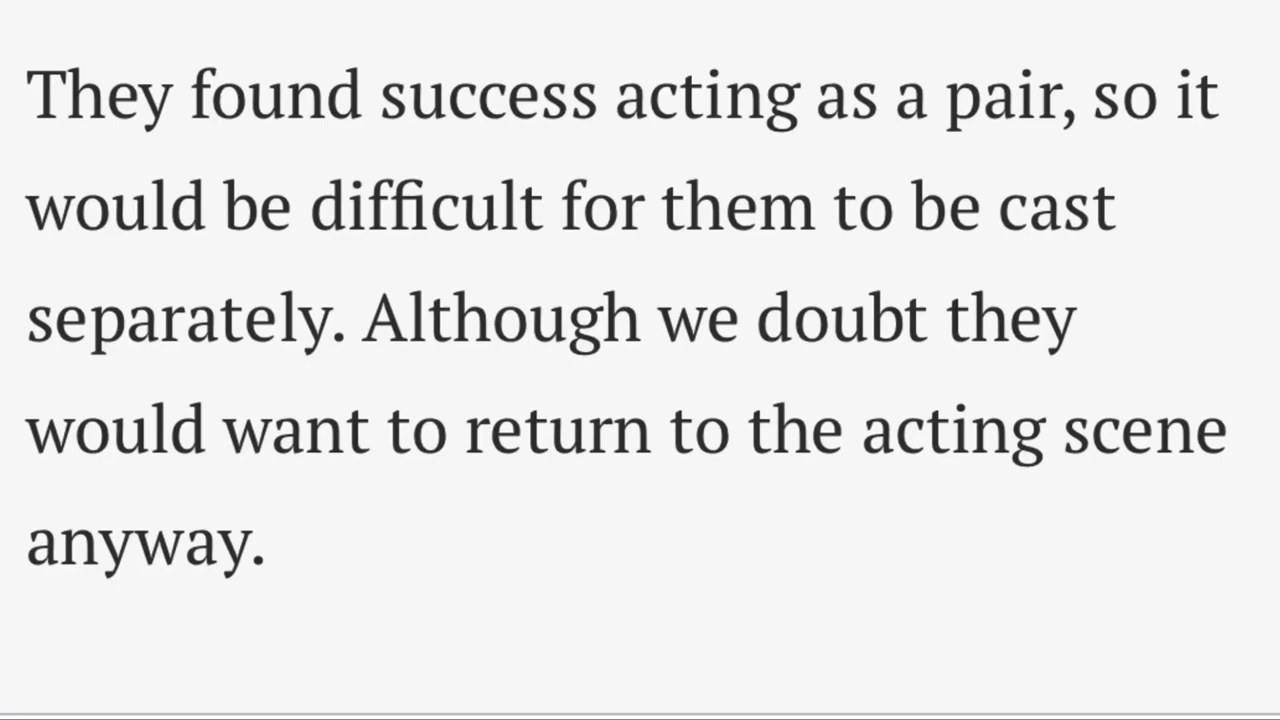 They found success acting as a pair, so it
would be difficult for them to be cast
separately. Although we doubt they
would want to return to the acting scene
anyway.